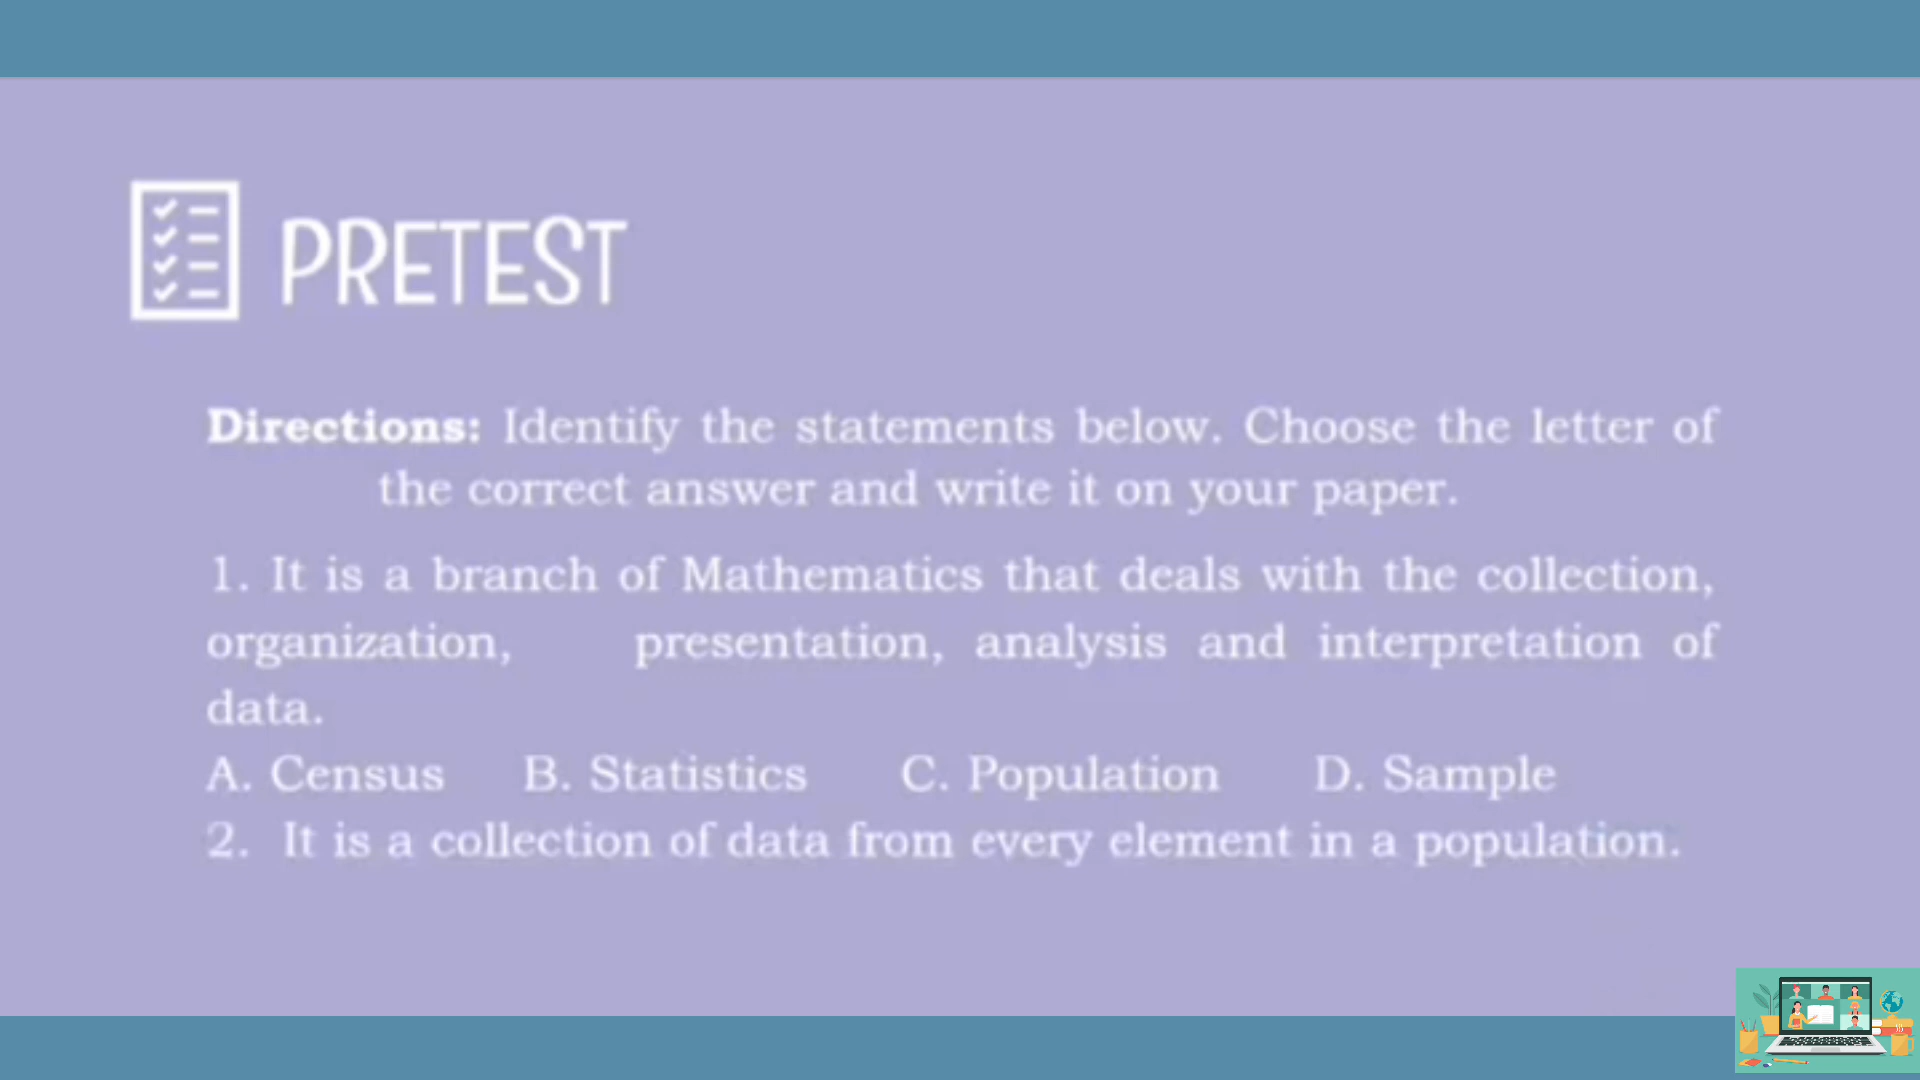 PRETEST
Directions: Identify the statements below. Choose the letter of
the correct answer and write it on your paper.
1. It is a branch of Mathematics that deals with the collection,
organization, presentation, analysis and interpretation of
data.
A. Census B. Statistics C. Population D. Sample
2. It is a collection of data from every element in a population.